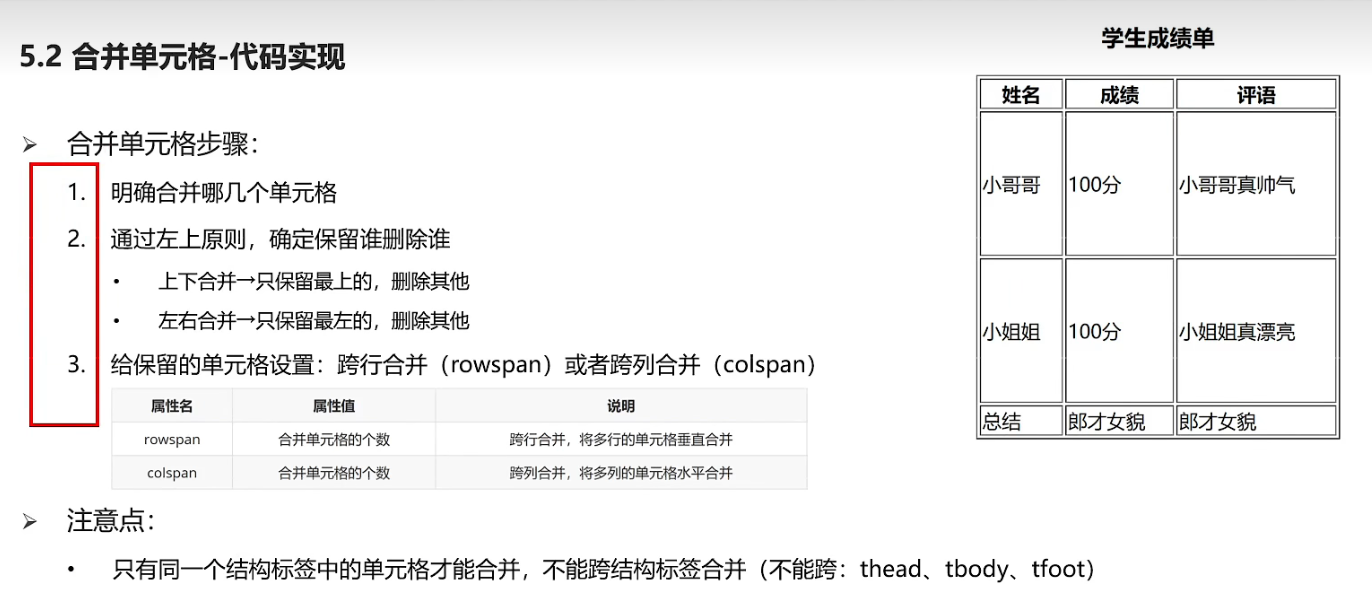 5.2 合并单元格-代码实现
合并单元格步骤：
1. 明确合并哪几个单元格
2. 通过左上原则，确定保留谁删除谁
• 上下合并→只保留最上的，删除其他
• 左右合并→只保留最左的，删除其他
3. 给保留的单元格设置：跨行合并（rowspan）或者跨列合并（colspan）
属性名 属性值 说明
rowspan 合并单元格的个数 跨行合并，将多行的单元格垂直合并
colspan 合并单元格的个数 跨列合并，将多列的单元格水平合并
注意点：
• 只有同一个结构标签中的单元格才能合并，不能跨结构标签合并（不能跨：thead、tbody、tfoot）
学生成绩单
姓名 成绩 评语
小哥哥 100分 小哥哥真帅气
小姐姐 100分 小姐姐真漂亮
总结 郎才女貌 郎才女貌